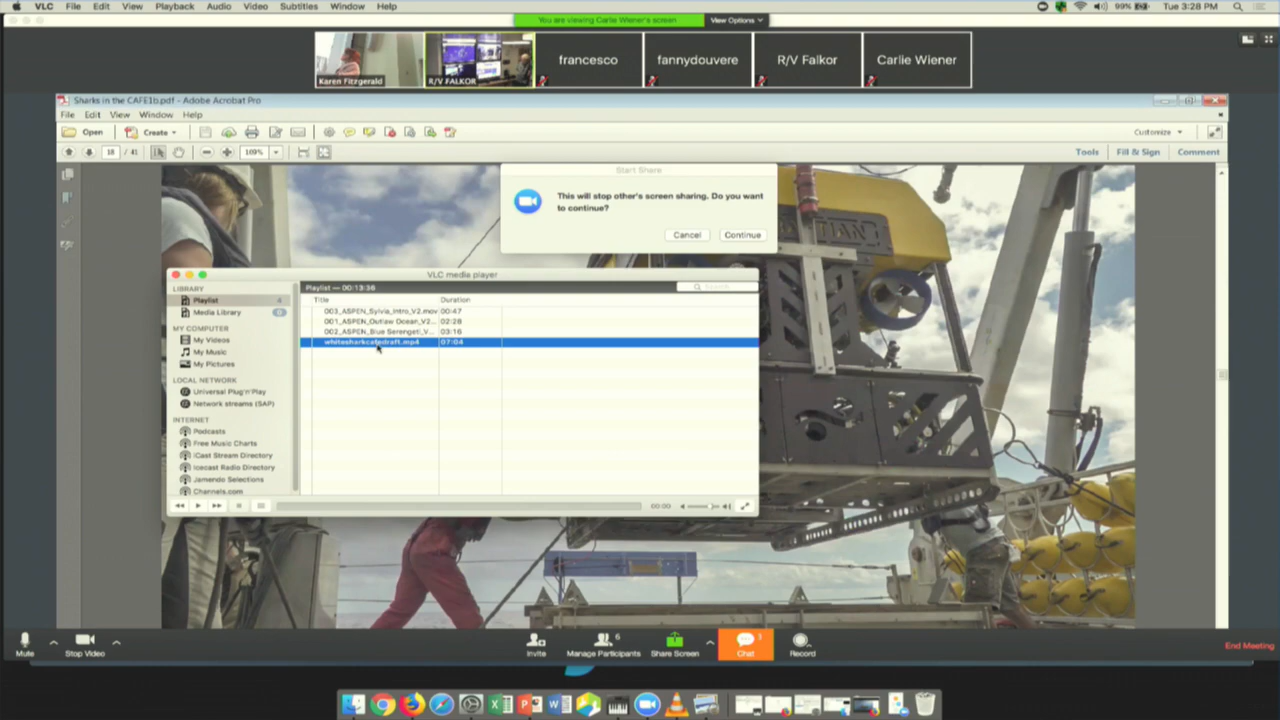 VLC File Edit View Playback Audio Video Subtitles Window Help 99% Tue 3:28 PM
You are viewing Carlie Wiener's screen View Options
Karen Fitzgerald
R/V FALKOR
francesco
fannydouvere
R/V Falkor
Carlie Wiener
Sharks in the CAFE1b.pdf - Adobe Acrobat Pro
File Edit View Window Help
Open Create Customize
18 / 41 109% Tools Fill & Sign Comment
Start Share
This will stop other's screen sharing. Do you want
to continue?
Cancel Continue
VLC media player
LIBRARY
Playlist 4
Media Library 0
MY COMPUTER
My Videos
My Music
My Pictures
LOCAL NETWORK
Universal Plug'n'Play
Network streams (SAP)
INTERNET
Podcasts
Free Music Charts
iCast Stream Directory
Icecast Radio Directory
Jamendo Selections
Channels.com
Playlist — 00:13:36 Search
Title Duration
003_ASPEN_Sylvia_Intro_V2.mov 00:47
001_ASPEN_Outlaw Ocean_V2... 02:28
002_ASPEN_Blue Serengeti_V... 03:16
whitesharkcafedraft.mp4 07:04
00:00
Mute Stop Video Invite Manage Participants 6 Share Screen Chat 3 Record End Meeting